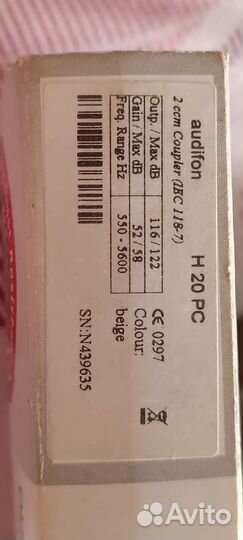 audifon H 20 PC
2 ccm Coupler (IEC 118-7)
Outp. / Max dB 116 / 122
Gain / Max dB 52 / 58
Freq. Range Hz 550 - 5600
CE 0297
Colour:
beige
SN:N439635
Avito